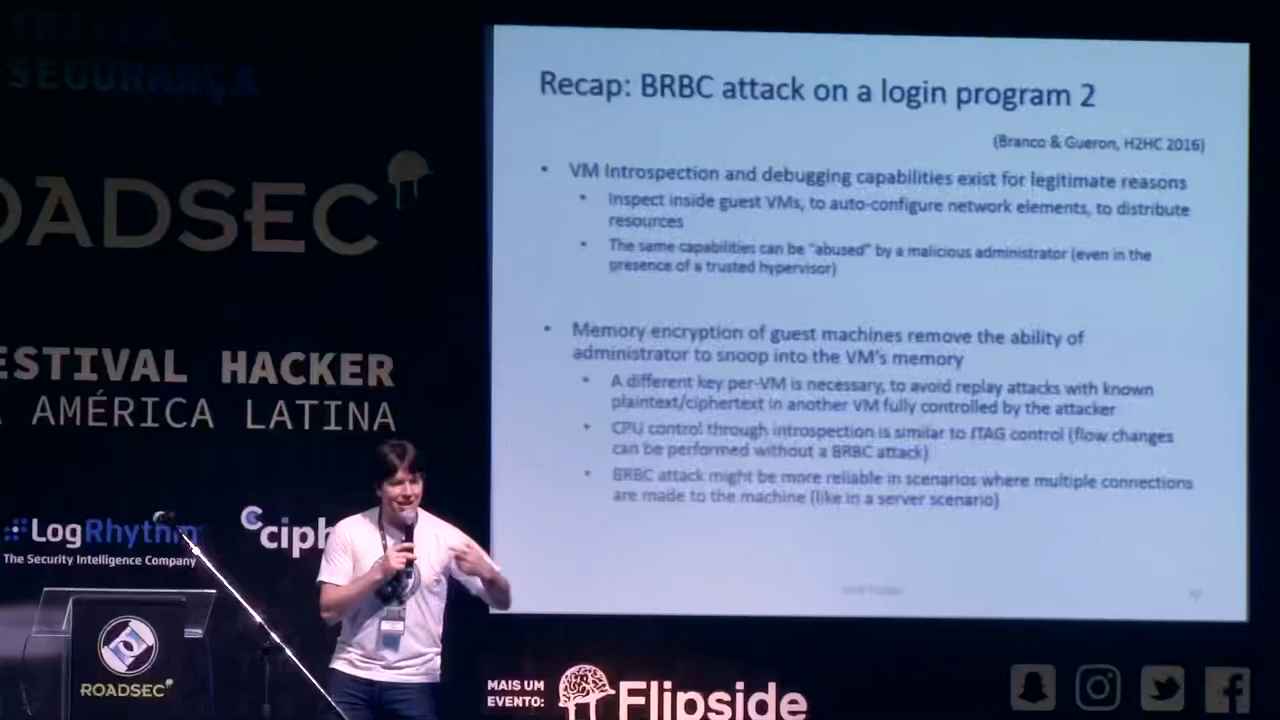 SEGURANÇA
OADSEC
ESTIVAL HACKER
A AMÉRICA LATINA
LogRhythm
The Security Intelligence Company
ciph
ROADSEC
Recap: BRBC attack on a login program 2
(Branco & Gueron, H2HC 2016)
• VM Introspection and debugging capabilities exist for legitimate reasons
• Inspect inside guest VMs, to auto-configure network elements, to distribute
resources
• The same capabilities can be "abused" by a malicious administrator (even in the
presence of a trusted hypervisor)
• Memory encryption of guest machines remove the ability of
administrator to snoop into the VM's memory
• A different key per-VM is necessary, to avoid replay attacks with known
plaintext/ciphertext in another VM fully controlled by the attacker
• CPU control through introspection is similar to JTAG control (flow changes
can be performed without a BRBC attack)
• BRBC attack might be more reliable in scenarios where multiple connections
are made to the machine (like in a server scenario)
MAIS UM
EVENTO:
Flipside